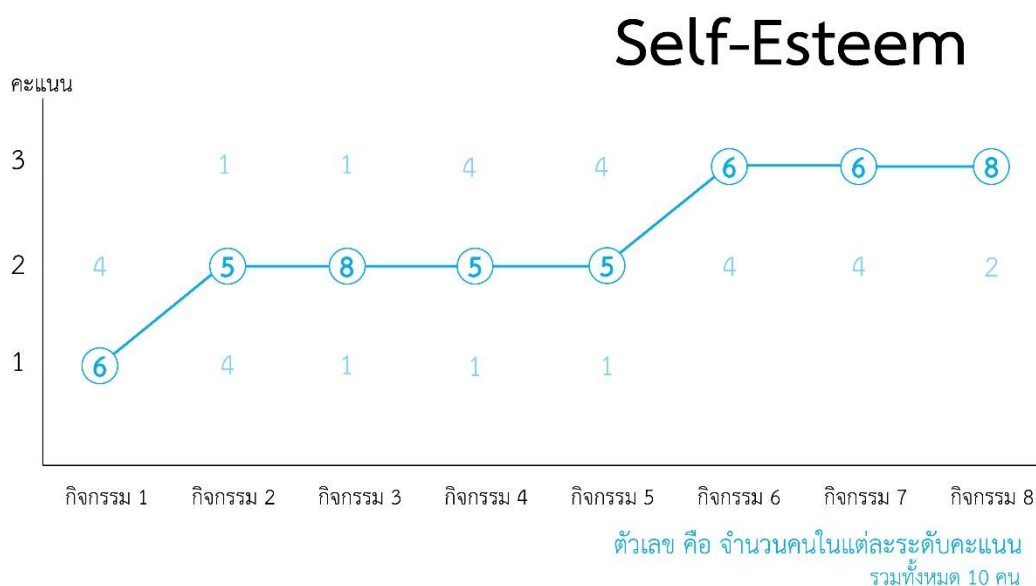 Self-Esteem
คะแนน
3 1 1 4 4 6 6 8
2 4 5 8 5 5 4 4 2
1 6 4 1 1 1
กิจกรรม 1 กิจกรรม 2 กิจกรรม 3 กิจกรรม 4 กิจกรรม 5 กิจกรรม 6 กิจกรรม 7 กิจกรรม 8
ตัวเลข คือ จำนวนคนในแต่ละระดับคะแนน
รวมทั้งหมด 10 คน